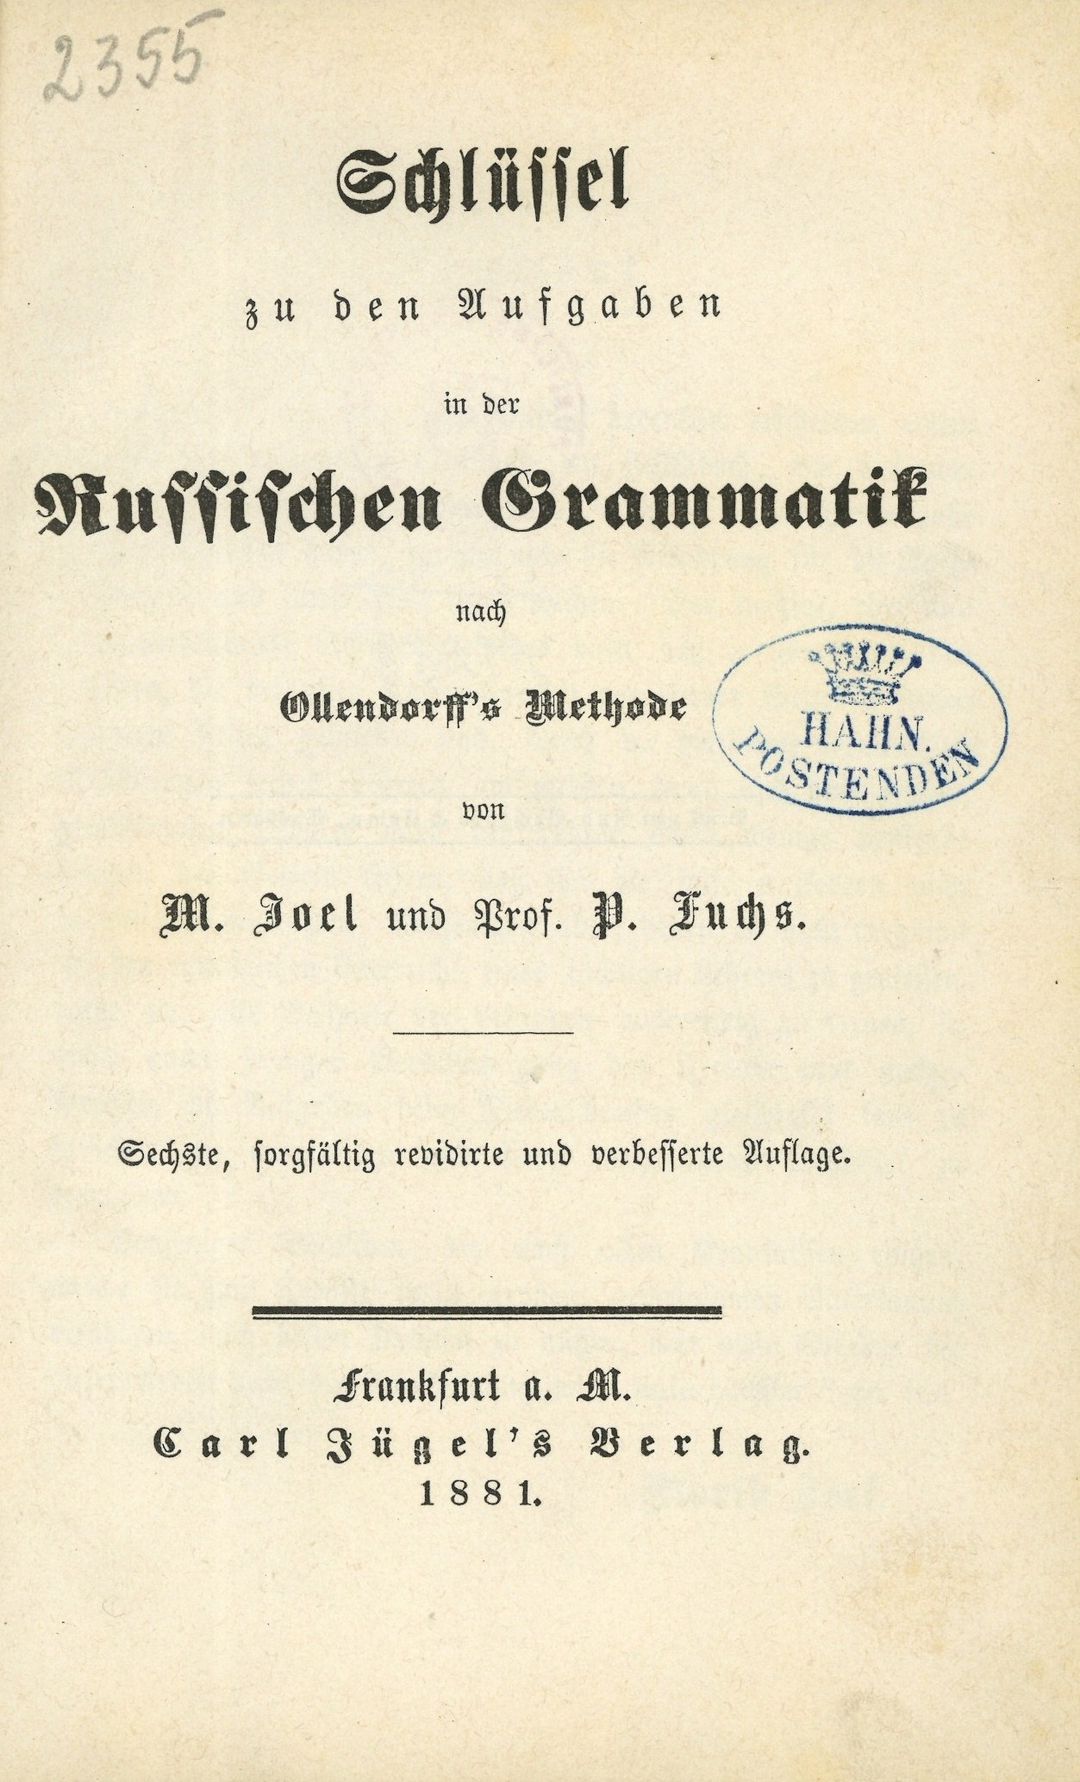 2355
Schlüssel
zu den Aufgaben
in der
Russischen Grammatik
nach
Ollendorff's Methode
HAHN.
POSTENDEN
von
M. Joel und Prof. P. Fuchs.
Sechste, sorgfältig revidirte und verbesserte Auflage.
Frankfurt a. M.
Carl Jügel's Verlag.
1881.